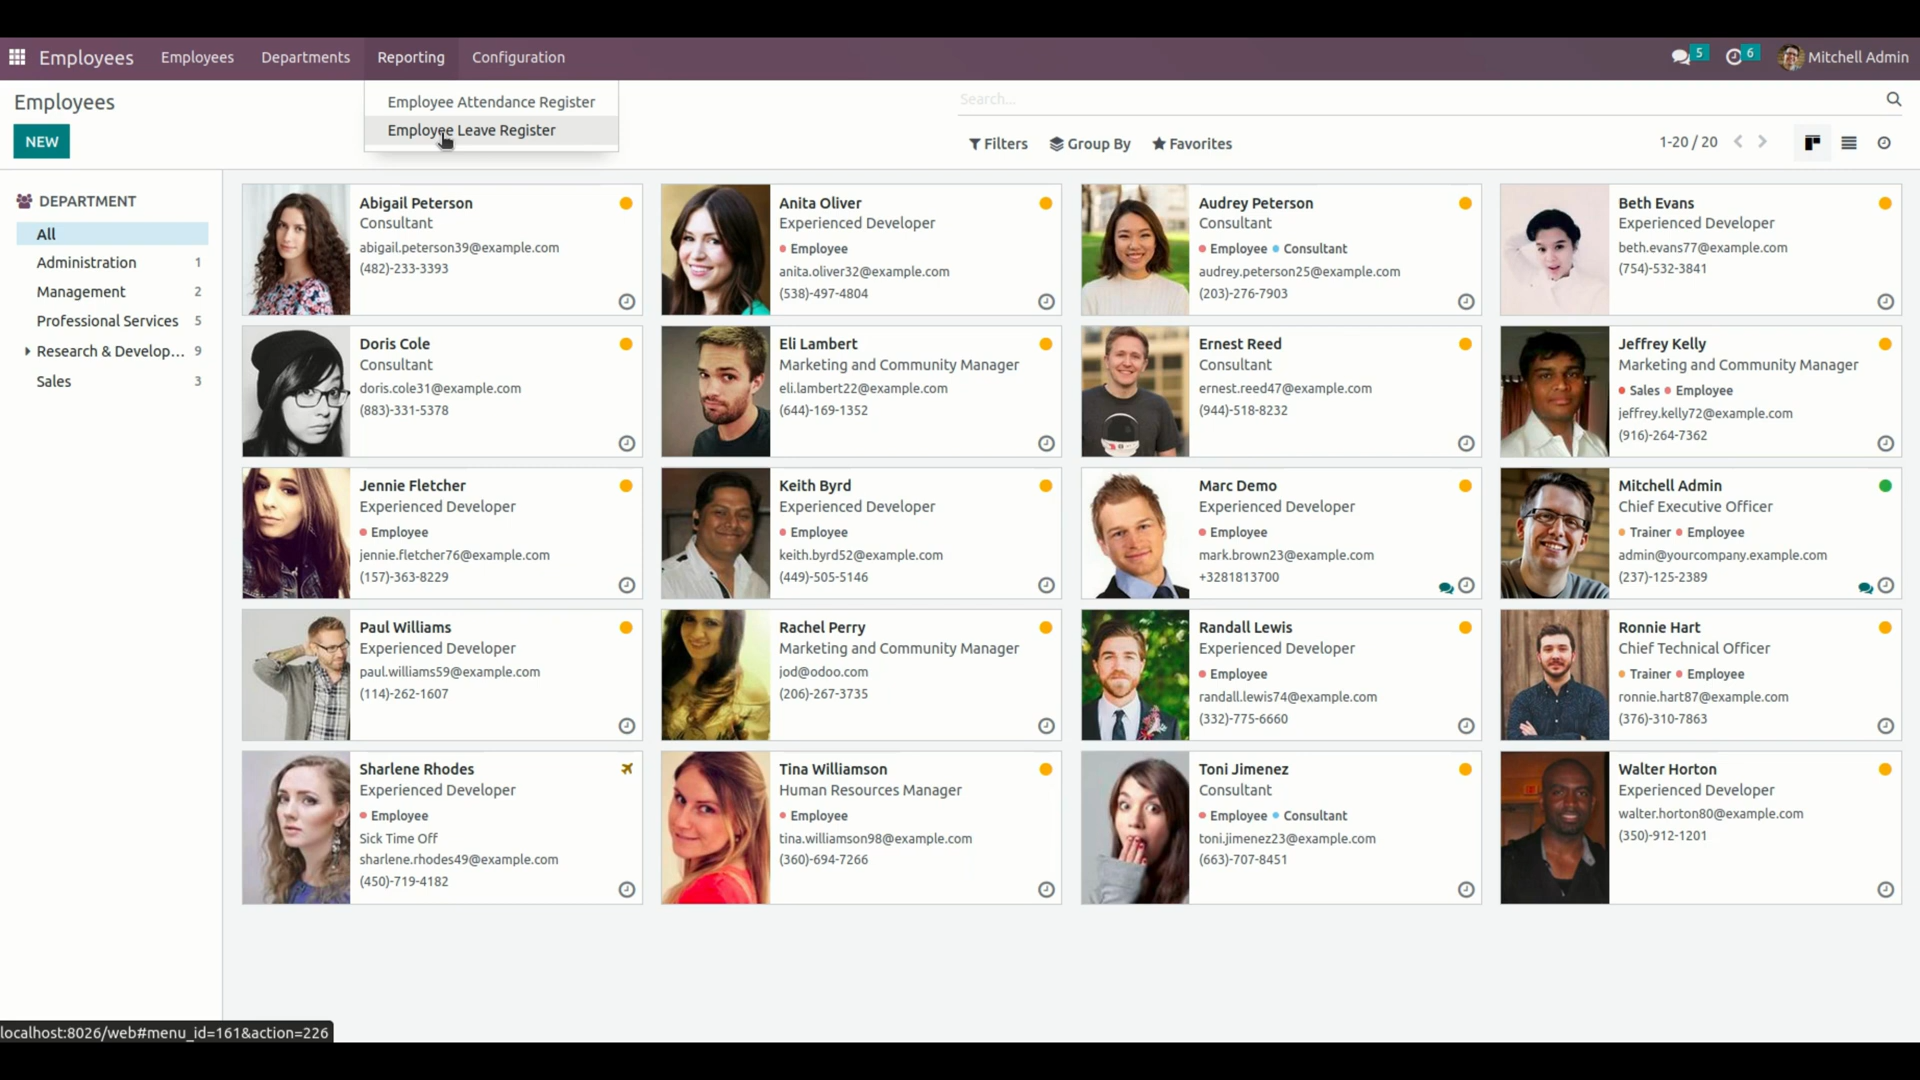 Employees Employees Departments Reporting Configuration 5 6 Mitchell Admin
Employees
Search...
Employee Attendance Register
Employee Leave Register
NEW
Filters Group By Favorites
1-20 / 20
DEPARTMENT
All
Administration 1
Management 2
Professional Services 5
Research & Develop... 9
Sales 3
Abigail Peterson
Consultant
abigail.peterson39@example.com
(482)-233-3393
Anita Oliver
Experienced Developer
Employee
anita.oliver32@example.com
(538)-497-4804
Audrey Peterson
Consultant
Employee Consultant
audrey.peterson25@example.com
(203)-276-7903
Beth Evans
Experienced Developer
beth.evans77@example.com
(754)-532-3841
Doris Cole
Consultant
doris.cole31@example.com
(883)-331-5378
Eli Lambert
Marketing and Community Manager
eli.lambert22@example.com
(644)-169-1352
Ernest Reed
Consultant
ernest.reed47@example.com
(944)-518-8232
Jeffrey Kelly
Marketing and Community Manager
Sales Employee
jeffrey.kelly72@example.com
(916)-264-7362
Jennie Fletcher
Experienced Developer
Employee
jennie.fletcher76@example.com
(157)-363-8229
Keith Byrd
Experienced Developer
Employee
keith.byrd52@example.com
(449)-505-5146
Marc Demo
Experienced Developer
Employee
mark.brown23@example.com
+3281813700
Mitchell Admin
Chief Executive Officer
Trainer Employee
admin@yourcompany.example.com
(237)-125-2389
Paul Williams
Experienced Developer
paul.williams59@example.com
(114)-262-1607
Rachel Perry
Marketing and Community Manager
jod@odoo.com
(206)-267-3735
Randall Lewis
Experienced Developer
Employee
randall.lewis74@example.com
(332)-775-6660
Ronnie Hart
Chief Technical Officer
Trainer Employee
ronnie.hart87@example.com
(376)-310-7863
Sharlene Rhodes
Experienced Developer
Employee
Sick Time Off
sharlene.rhodes49@example.com
(450)-719-4182
Tina Williamson
Human Resources Manager
Employee
tina.williamson98@example.com
(360)-694-7266
Toni Jimenez
Consultant
Employee Consultant
toni.jimenez23@example.com
(663)-707-8451
Walter Horton
Experienced Developer
walter.horton80@example.com
(350)-912-1201
localhost:8026/web#menu_id=161&action=226